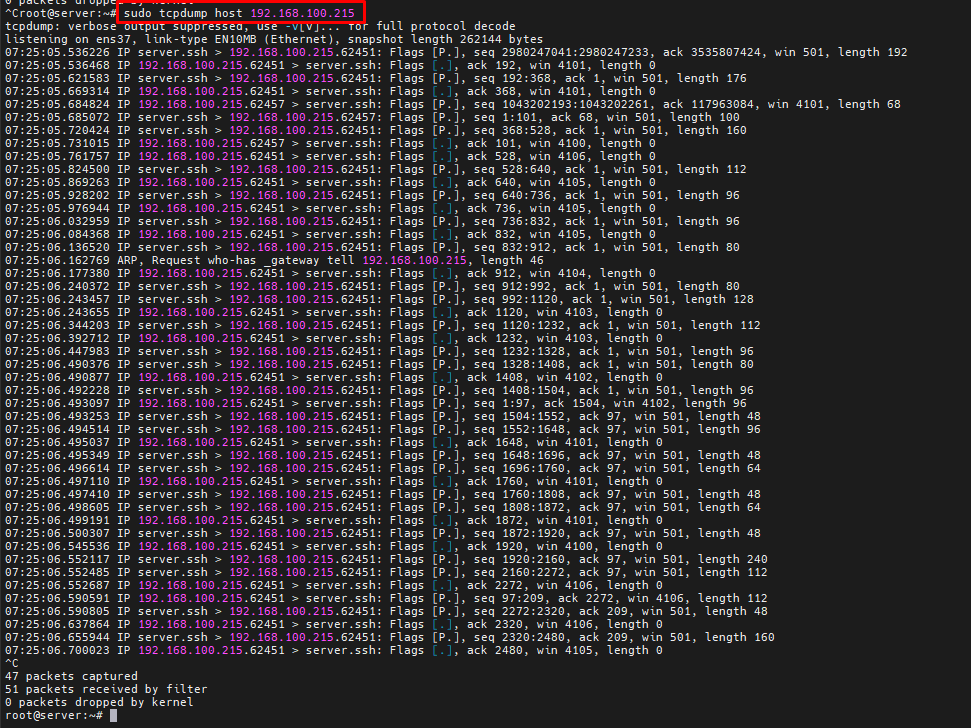 0 packets dropped by kernel
^Croot@server:~# sudo tcpdump host 192.168.100.215
tcpdump: verbose output suppressed, use -v[v]... for full protocol decode
listening on ens37, link-type EN10MB (Ethernet), snapshot length 262144 bytes
07:25:05.536226 IP server.ssh > 192.168.100.215.62451: Flags [P.], seq 2980247041:2980247233, ack 3535807424, win 501, length 192
07:25:05.536468 IP 192.168.100.215.62451 > server.ssh: Flags [.], ack 192, win 4101, length 0
07:25:05.621583 IP server.ssh > 192.168.100.215.62451: Flags [P.], seq 192:368, ack 1, win 501, length 176
07:25:05.669314 IP 192.168.100.215.62451 > server.ssh: Flags [.], ack 368, win 4101, length 0
07:25:05.684824 IP 192.168.100.215.62457 > server.ssh: Flags [P.], seq 1043202193:1043202261, ack 117963084, win 4101, length 68
07:25:05.685072 IP server.ssh > 192.168.100.215.62457: Flags [P.], seq 1:101, ack 68, win 501, length 100
07:25:05.720424 IP server.ssh > 192.168.100.215.62451: Flags [P.], seq 368:528, ack 1, win 501, length 160
07:25:05.731015 IP 192.168.100.215.62457 > server.ssh: Flags [.], ack 101, win 4100, length 0
07:25:05.761757 IP 192.168.100.215.62451 > server.ssh: Flags [.], ack 528, win 4106, length 0
07:25:05.824500 IP server.ssh > 192.168.100.215.62451: Flags [P.], seq 528:640, ack 1, win 501, length 112
07:25:05.869263 IP 192.168.100.215.62451 > server.ssh: Flags [.], ack 640, win 4105, length 0
07:25:05.928202 IP server.ssh > 192.168.100.215.62451: Flags [P.], seq 640:736, ack 1, win 501, length 96
07:25:05.976944 IP 192.168.100.215.62451 > server.ssh: Flags [.], ack 736, win 4105, length 0
07:25:06.032959 IP server.ssh > 192.168.100.215.62451: Flags [P.], seq 736:832, ack 1, win 501, length 96
07:25:06.084368 IP 192.168.100.215.62451 > server.ssh: Flags [.], ack 832, win 4105, length 0
07:25:06.136520 IP server.ssh > 192.168.100.215.62451: Flags [P.], seq 832:912, ack 1, win 501, length 80
07:25:06.162769 ARP, Request who-has _gateway tell 192.168.100.215, length 46
07:25:06.177380 IP 192.168.100.215.62451 > server.ssh: Flags [.], ack 912, win 4104, length 0
07:25:06.240372 IP server.ssh > 192.168.100.215.62451: Flags [P.], seq 912:992, ack 1, win 501, length 80
07:25:06.243457 IP server.ssh > 192.168.100.215.62451: Flags [P.], seq 992:1120, ack 1, win 501, length 128
07:25:06.243655 IP 192.168.100.215.62451 > server.ssh: Flags [.], ack 1120, win 4103, length 0
07:25:06.344203 IP server.ssh > 192.168.100.215.62451: Flags [P.], seq 1120:1232, ack 1, win 501, length 112
07:25:06.392712 IP 192.168.100.215.62451 > server.ssh: Flags [.], ack 1232, win 4103, length 0
07:25:06.447983 IP server.ssh > 192.168.100.215.62451: Flags [P.], seq 1232:1328, ack 1, win 501, length 96
07:25:06.490376 IP server.ssh > 192.168.100.215.62451: Flags [P.], seq 1328:1408, ack 1, win 501, length 80
07:25:06.490877 IP 192.168.100.215.62451 > server.ssh: Flags [.], ack 1408, win 4102, length 0
07:25:06.492228 IP server.ssh > 192.168.100.215.62451: Flags [P.], seq 1408:1504, ack 1, win 501, length 96
07:25:06.493097 IP 192.168.100.215.62451 > server.ssh: Flags [P.], seq 1:97, ack 1504, win 4102, length 96
07:25:06.493253 IP server.ssh > 192.168.100.215.62451: Flags [P.], seq 1504:1552, ack 97, win 501, length 48
07:25:06.494514 IP server.ssh > 192.168.100.215.62451: Flags [P.], seq 1552:1648, ack 97, win 501, length 96
07:25:06.495037 IP 192.168.100.215.62451 > server.ssh: Flags [.], ack 1648, win 4101, length 0
07:25:06.495349 IP server.ssh > 192.168.100.215.62451: Flags [P.], seq 1648:1696, ack 97, win 501, length 48
07:25:06.496614 IP server.ssh > 192.168.100.215.62451: Flags [P.], seq 1696:1760, ack 97, win 501, length 64
07:25:06.497110 IP 192.168.100.215.62451 > server.ssh: Flags [.], ack 1760, win 4101, length 0
07:25:06.497410 IP server.ssh > 192.168.100.215.62451: Flags [P.], seq 1760:1808, ack 97, win 501, length 48
07:25:06.498605 IP server.ssh > 192.168.100.215.62451: Flags [P.], seq 1808:1872, ack 97, win 501, length 64
07:25:06.499191 IP 192.168.100.215.62451 > server.ssh: Flags [.], ack 1872, win 4101, length 0
07:25:06.500307 IP server.ssh > 192.168.100.215.62451: Flags [P.], seq 1872:1920, ack 97, win 501, length 48
07:25:06.545536 IP 192.168.100.215.62451 > server.ssh: Flags [.], ack 1920, win 4100, length 0
07:25:06.552117 IP server.ssh > 192.168.100.215.62451: Flags [P.], seq 1920:2160, ack 97, win 501, length 240
07:25:06.552485 IP server.ssh > 192.168.100.215.62451: Flags [P.], seq 2160:2272, ack 97, win 501, length 112
07:25:06.552687 IP 192.168.100.215.62451 > server.ssh: Flags [.], ack 2272, win 4106, length 0
07:25:06.590591 IP 192.168.100.215.62451 > server.ssh: Flags [P.], seq 97:209, ack 2272, win 4106, length 112
07:25:06.590805 IP server.ssh > 192.168.100.215.62451: Flags [P.], seq 2272:2320, ack 209, win 501, length 48
07:25:06.637864 IP 192.168.100.215.62451 > server.ssh: Flags [.], ack 2320, win 4106, length 0
07:25:06.655944 IP server.ssh > 192.168.100.215.62451: Flags [P.], seq 2320:2480, ack 209, win 501, length 160
07:25:06.700023 IP 192.168.100.215.62451 > server.ssh: Flags [.], ack 2480, win 4105, length 0
^C
47 packets captured
51 packets received by filter
0 packets dropped by kernel
root@server:~#